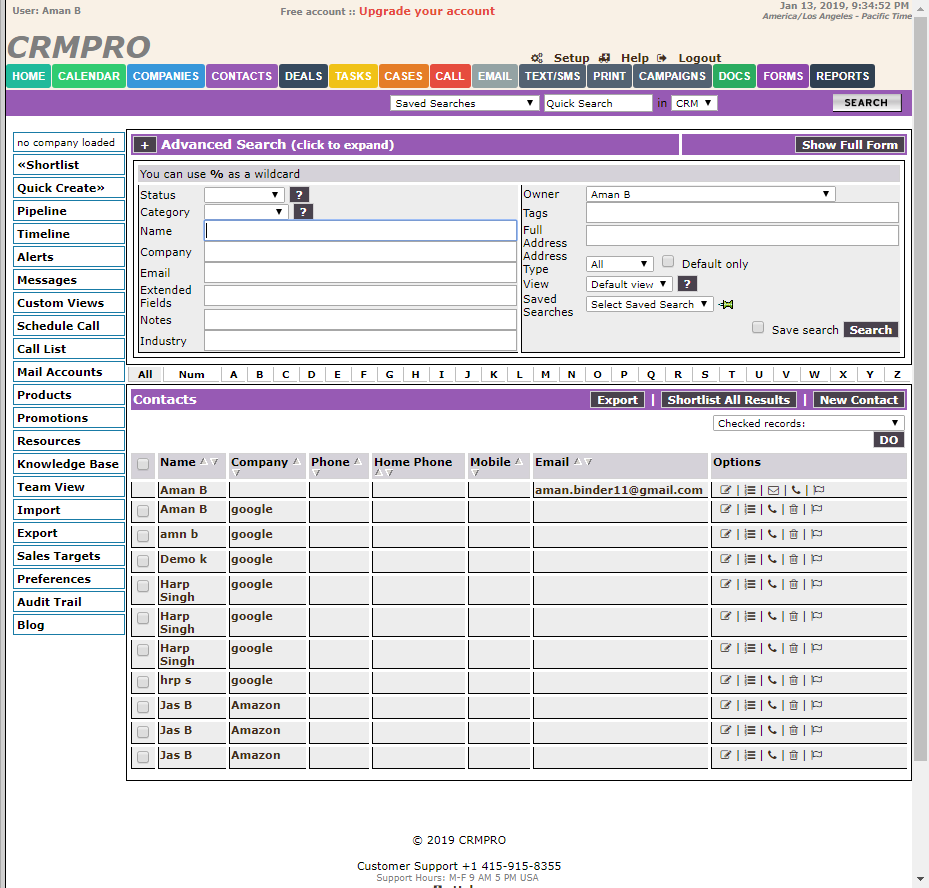 User: Aman B
Free account :: Upgrade your account
Jan 13, 2019, 9:34:52 PM
America/Los Angeles - Pacific Time
CRMPRO
Setup Help Logout
HOME CALENDAR COMPANIES CONTACTS DEALS TASKS CASES CALL EMAIL TEXT/SMS PRINT CAMPAIGNS DOCS FORMS REPORTS
Saved Searches Quick Search in CRM SEARCH
no company loaded
«Shortlist
Quick Create»
Pipeline
Timeline
Alerts
Messages
Custom Views
Schedule Call
Call List
Mail Accounts
Products
Promotions
Resources
Knowledge Base
Team View
Import
Export
Sales Targets
Preferences
Audit Trail
Blog
+ Advanced Search (click to expand) Show Full Form
You can use % as a wildcard
Status ?
Category ?
Name
Company
Email
Extended
Fields
Notes
Industry
Owner Aman B
Tags
Full
Address
Address
Type All Default only
View Default view ?
Saved
Searches Select Saved Search
Save search Search
All Num A B C D E F G H I J K L M N O P Q R S T U V W X Y Z
Contacts Export | Shortlist All Results | New Contact
Checked records:
DO
Name Company Phone Home Phone Mobile Email Options
Aman B aman.binder11@gmail.com | | | |
Aman B google | | | |
amn b google | | | |
Demo k google | | | |
Harp
Singh google | | | |
Harp
Singh google | | | |
Harp
Singh google | | | |
hrp s google | | | |
Jas B Amazon | | | |
Jas B Amazon | | | |
Jas B Amazon | | | |
© 2019 CRMPRO
Customer Support +1 415-915-8355
Support Hours: M-F 9 AM 5 PM USA